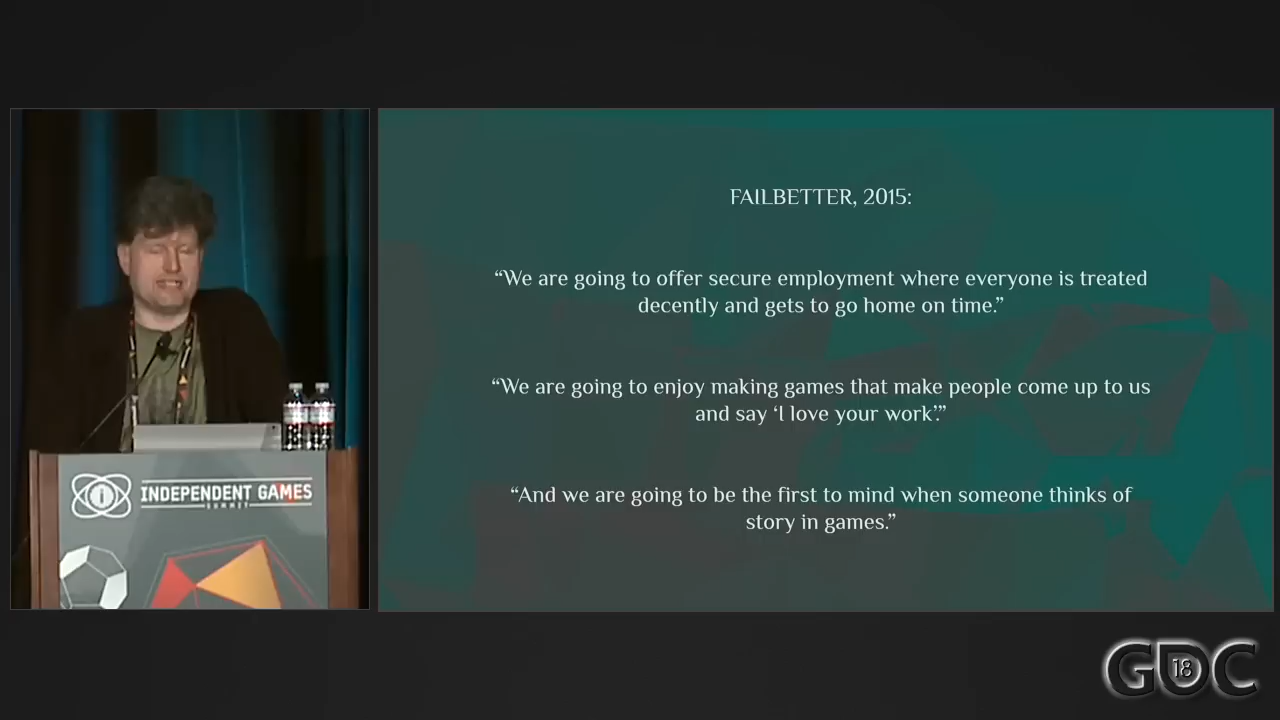 FAILBETTER, 2015:
“We are going to offer secure employment where everyone is treated
decently and gets to go home on time.”
“We are going to enjoy making games that make people come up to us
and say ‘I love your work’.”
“And we are going to be the first to mind when someone thinks of
story in games.”
i
INDEPENDENT GAMES
SUMMIT
GDC
18